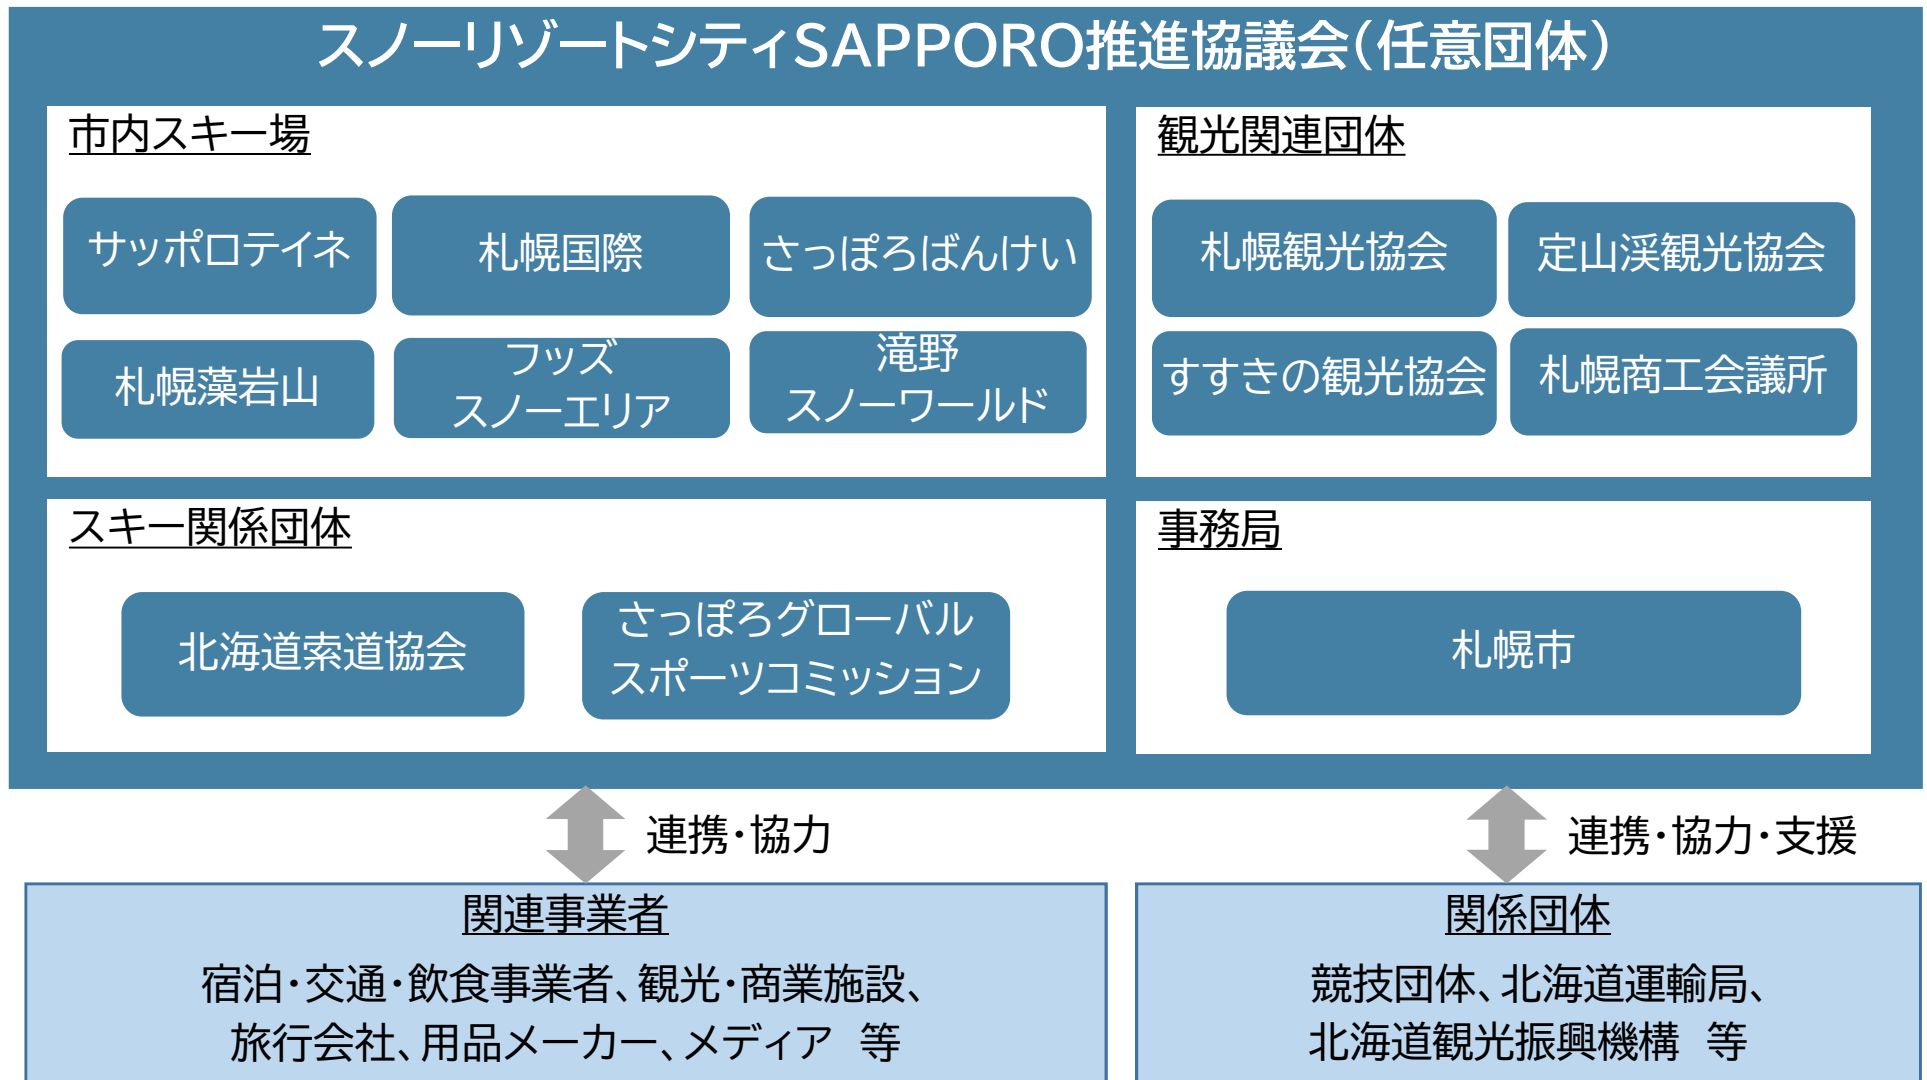 スノーリゾートシティSAPPORO推進協議会(任意団体)
市内スキー場
サッポロテイネ
札幌国際
さっぽろばんけい
札幌藻岩山
フッズ
スノーエリア
滝野
スノーワールド
観光関連団体
札幌観光協会
定山渓観光協会
すすきの観光協会
札幌商工会議所
スキー関係団体
北海道索道協会
さっぽろグローバル
スポーツコミッション
事務局
札幌市
連携・協力
連携・協力・支援
関連事業者
宿泊・交通・飲食事業者、観光・商業施設、
旅行会社、用品メーカー、メディア 等
関係団体
競技団体、北海道運輸局、
北海道観光振興機構 等